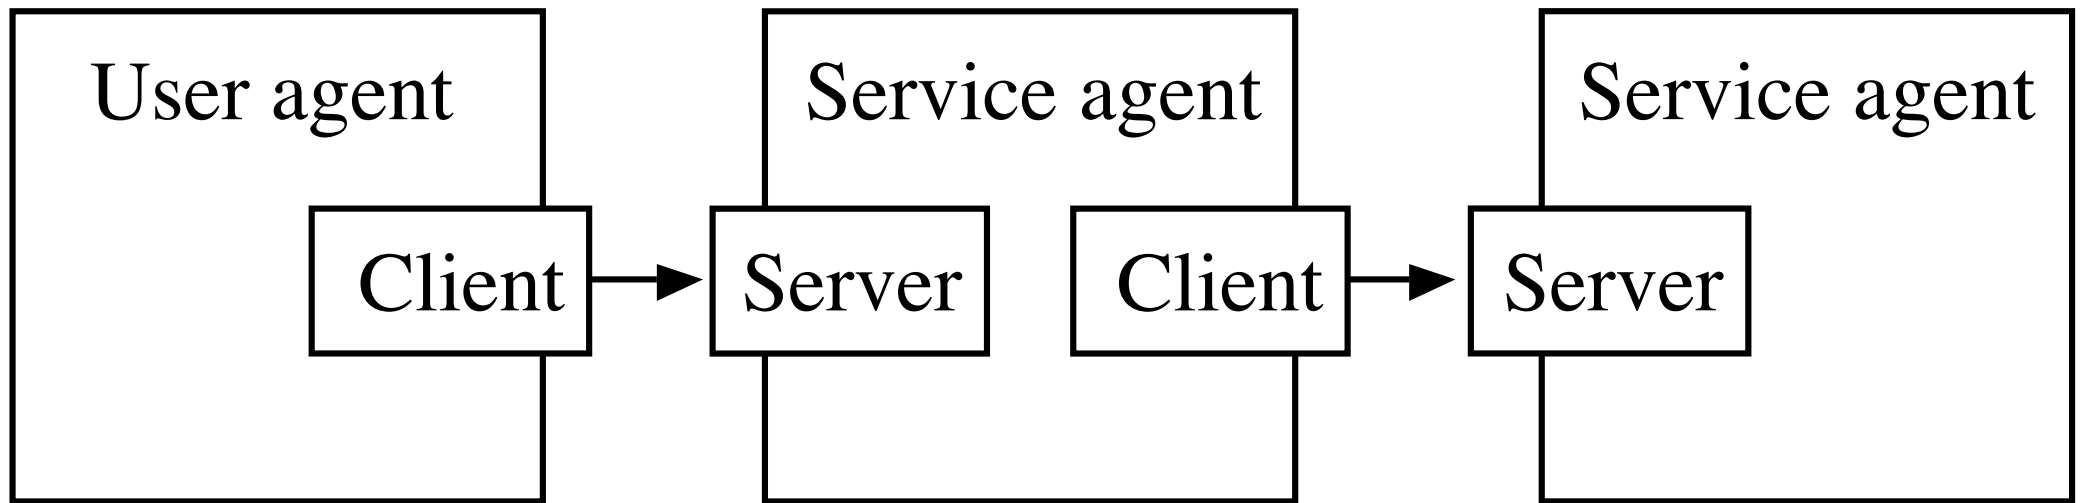 User agent
Service agent
Service agent
Client
Server
Client
Server